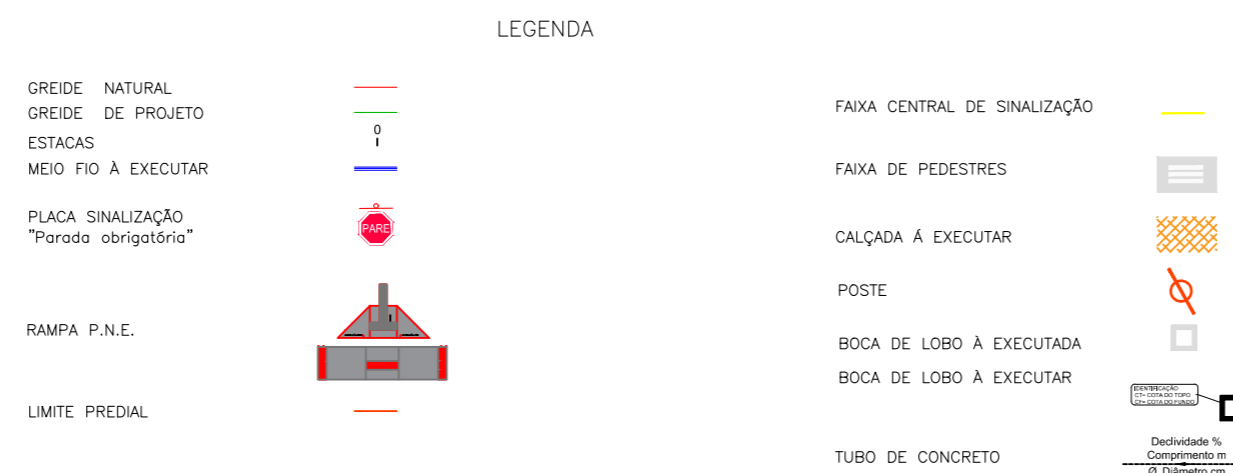 LEGENDA
GREIDE NATURAL
GREIDE DE PROJETO
ESTACAS
0
MEIO FIO À EXECUTAR
PLACA SINALIZAÇÃO
"Parada obrigatória"
PARE
RAMPA P.N.E.
LIMITE PREDIAL
FAIXA CENTRAL DE SINALIZAÇÃO
FAIXA DE PEDESTRES
CALÇADA Á EXECUTAR
POSTE
BOCA DE LOBO À EXECUTADA
BOCA DE LOBO À EXECUTAR
IDENTIFICAÇÃO
CT= COTA DO TOPO
CF= COTA DO FUNDO
TUBO DE CONCRETO
Declividade %
Comprimento m
Ø Diâmetro cm